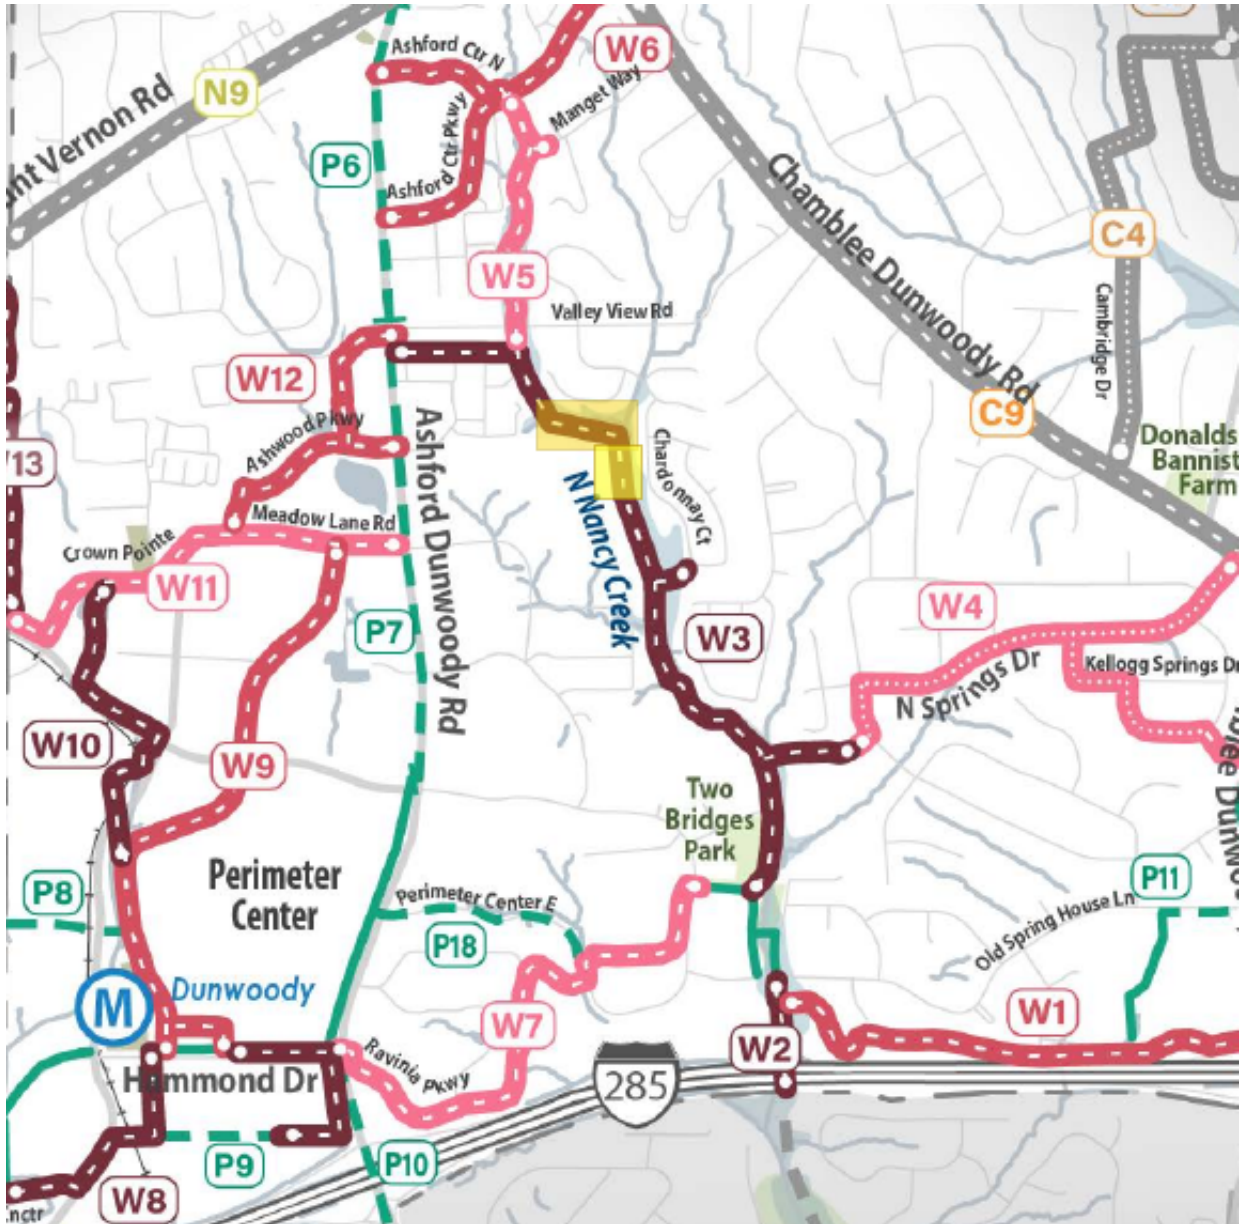 Ashford Ctr N
W6
N9
Manget Way
ınt Vernon Rd
P6
Ashford Ctr Pkwy
Chamblee Dunwoody Rd
C4
W5
Valley View Rd
Cambridge Dr
W12
C9
Ashwood Pkwy
Donalds
Bannist
Farm
Chardonnay Ct
13
N Nancy Creek
Meadow Lane Rd
Ashford Dunwoody Rd
Crown Pointe
W11
W4
P7
W3
Kellogg Springs Dr
N Springs Dr
W10
W9
Two
Bridges
Park
blee Dunwoo
Perimeter
Center
P8
Perimeter Center E
P11
P18
Old Spring House Ln
Dunwoody
M
W7
W1
W2
Ravinia Pkwy
Hammond Dr
285
P9
P10
W8
nctr